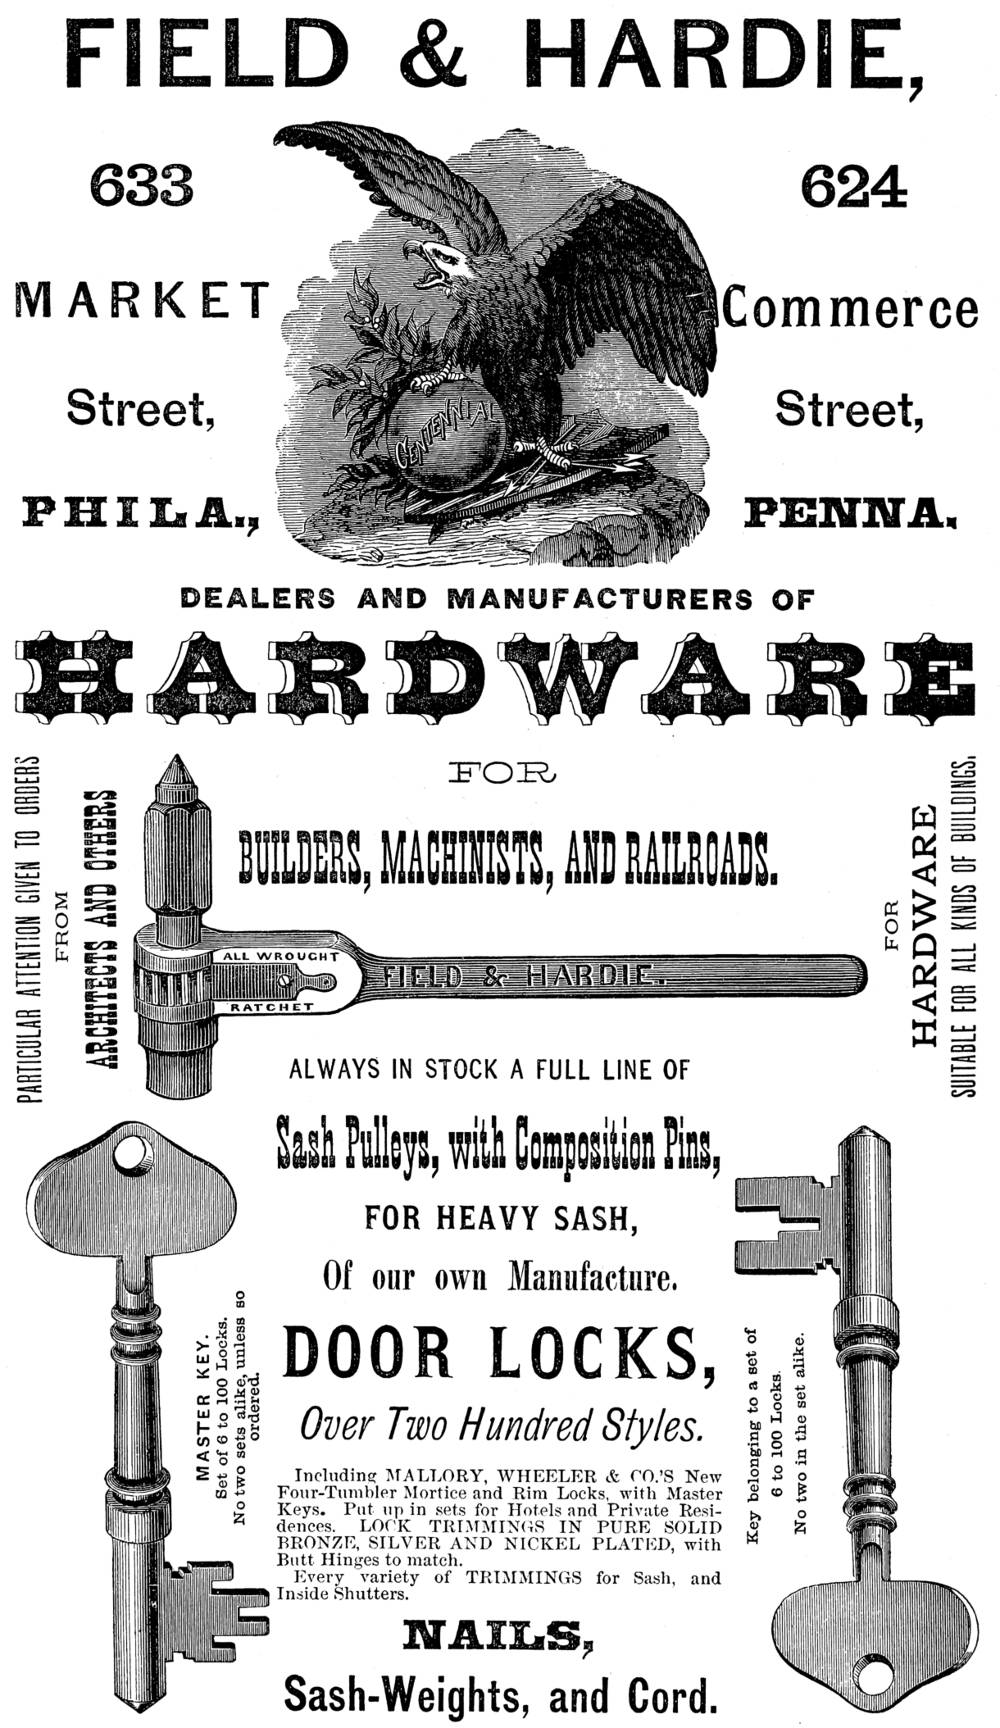 FIELD & HARDIE,
633
MARKET
Street,
PHILA.,
624
Commerce
Street,
PENNA.
CENTENNIAL
DEALERS AND MANUFACTURERS OF
HARDWARE
FOR
BUILDERS, MACHINISTS, AND RAILROADS.
PARTICULAR ATTENTION GIVEN TO ORDERS
FROM
ARCHITECTS AND OTHERS
FOR
HARDWARE
SUITABLE FOR ALL KINDS OF BUILDINGS.
ALL WROUGHT
RATCHET
FIELD & HARDIE.
ALWAYS IN STOCK A FULL LINE OF
Sash Pulleys, with Composition Pins,
FOR HEAVY SASH,
Of our own Manufacture.
DOOR LOCKS,
Over Two Hundred Styles.
MASTER KEY.
Set of 6 to 100 Locks.
No two sets alike, unless so
ordered.
Key belonging to a set of
6 to 100 Locks.
No two in the set alike.
Including MALLORY, WHEELER & CO.'S New
Four-Tumbler Mortice and Rim Locks, with Master
Keys. Put up in sets for Hotels and Private Resi-
dences. LOCK TRIMMINGS IN PURE SOLID
BRONZE, SILVER AND NICKEL PLATED, with
Butt Hinges to match.
Every variety of TRIMMINGS for Sash, and
Inside Shutters.
NAILS,
Sash-Weights, and Cord.